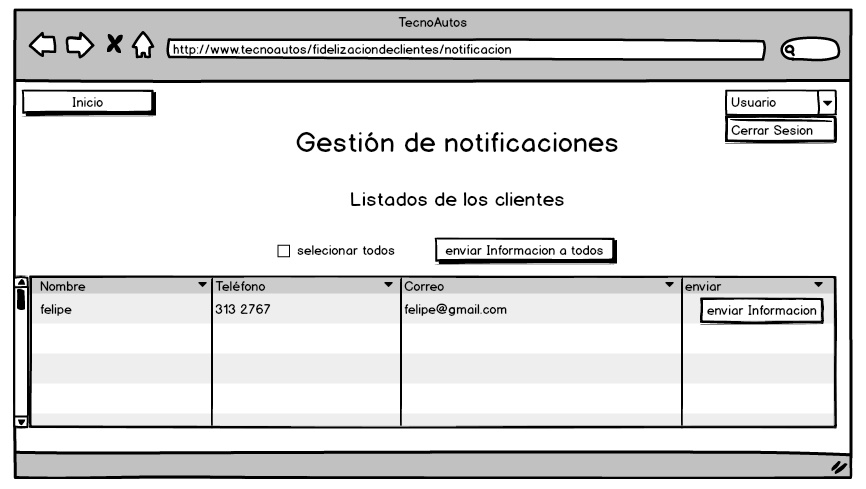 TecnoAutos
http://www.tecnoautos/fidelizaciondeclientes/notificacion
Inicio
Usuario
Cerrar Sesion
Gestión de notificaciones
Listados de los clientes
selecionar todos
enviar Informacion a todos
Nombre Teléfono Correo enviar
felipe 313 2767 felipe@gmail.com enviar Informacion